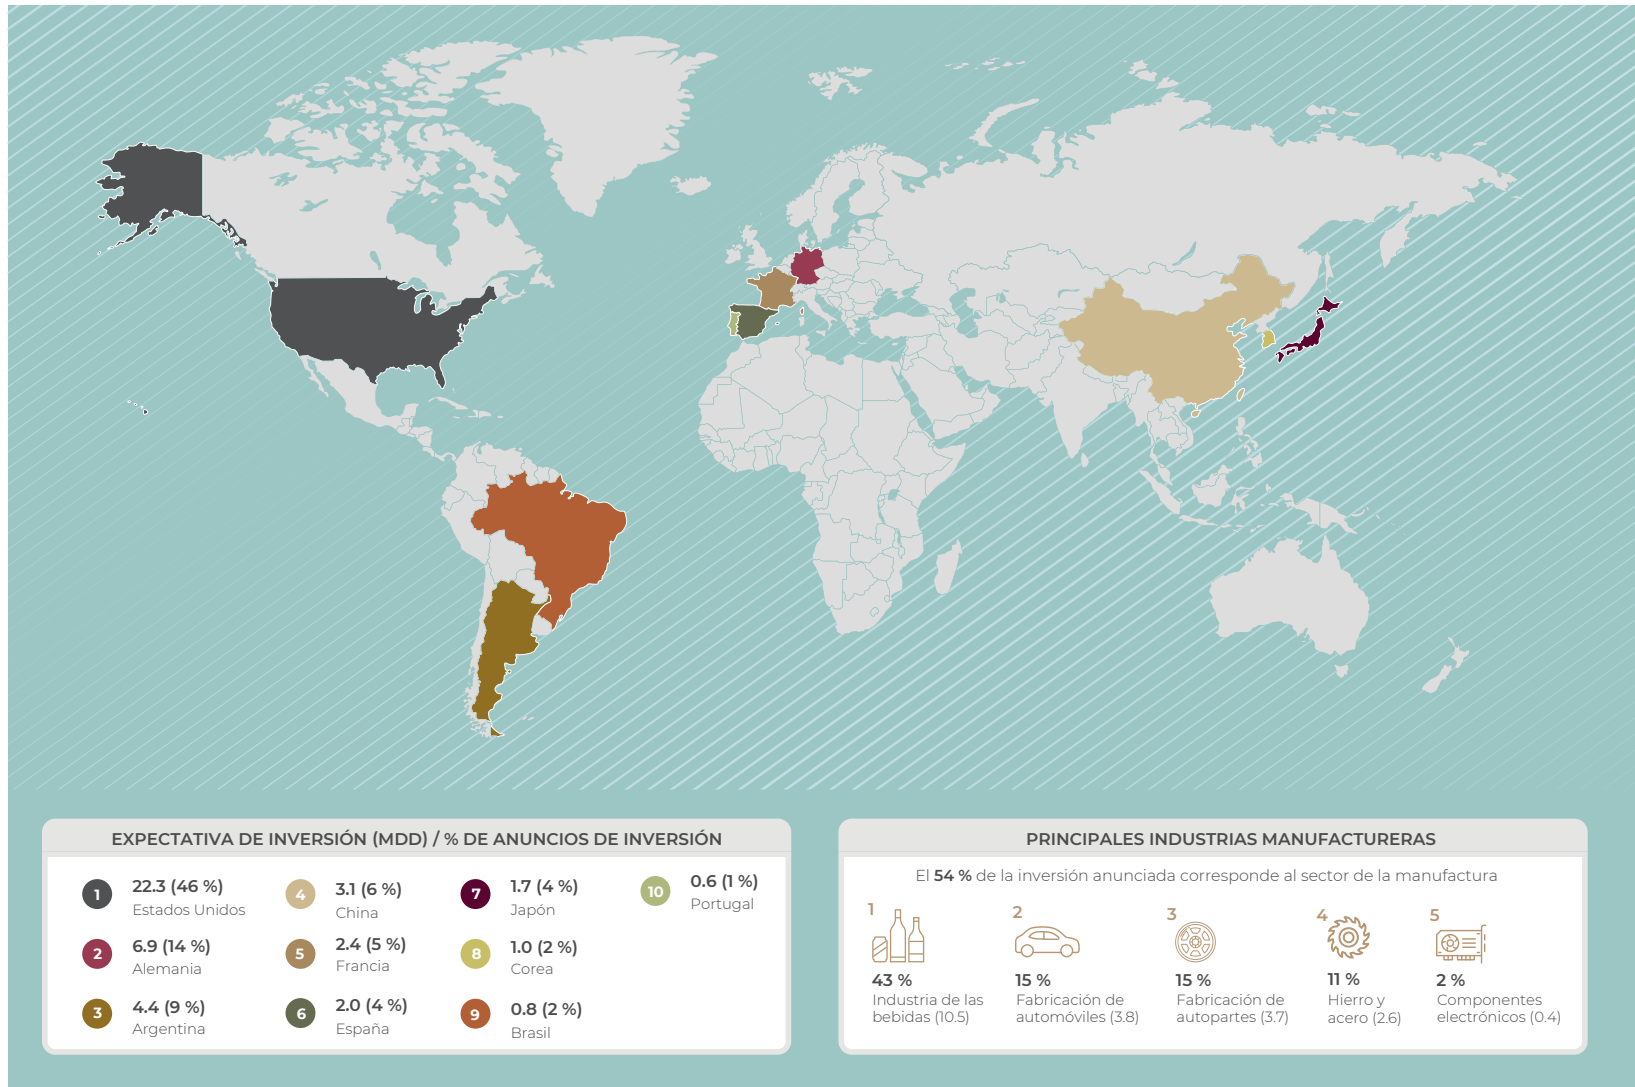 EXPECTATIVA DE INVERSIÓN (MDD) / % DE ANUNCIOS DE INVERSIÓN
1
22.3 (46 %)
Estados Unidos
2
6.9 (14 %)
Alemania
3
4.4 (9 %)
Argentina
4
3.1 (6 %)
China
5
2.4 (5 %)
Francia
6
2.0 (4 %)
España
7
1.7 (4 %)
Japón
8
1.0 (2 %)
Corea
9
0.8 (2 %)
Brasil
10
0.6 (1 %)
Portugal
PRINCIPALES INDUSTRIAS MANUFACTURERAS
El 54 % de la inversión anunciada corresponde al sector de la manufactura
1
43 %
Industria de las
bebidas (10.5)
2
15 %
Fabricación de
automóviles (3.8)
3
15 %
Fabricación de
autopartes (3.7)
4
11 %
Hierro y
acero (2.6)
5
2 %
Componentes
electrónicos (0.4)